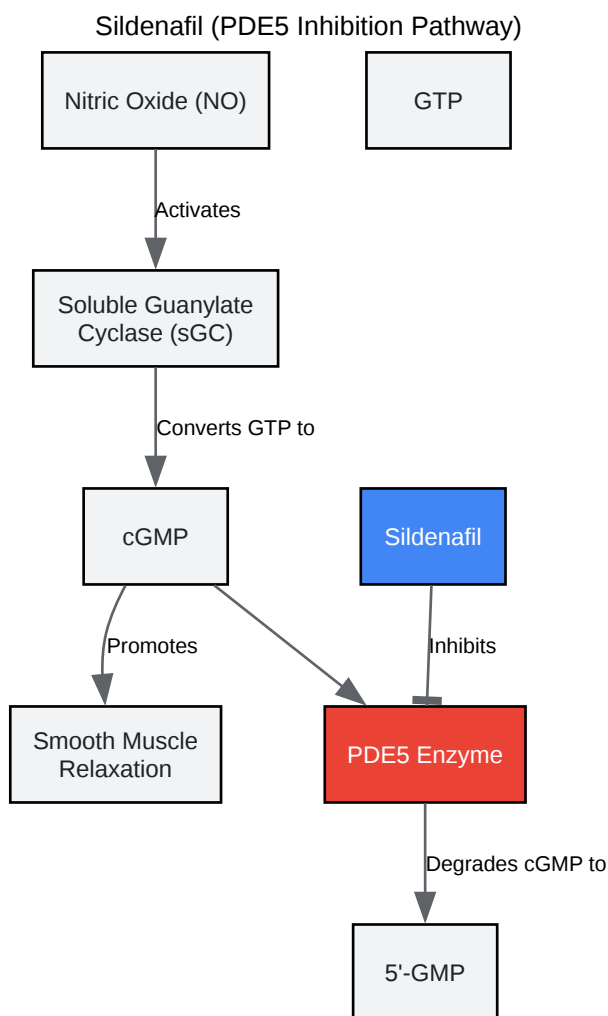 Sildenafil (PDE5 Inhibition Pathway)
Nitric Oxide (NO)
GTP
Activates
Soluble Guanylate
Cyclase (sGC)
Converts GTP to
cGMP
Sildenafil
Promotes
Inhibits
Smooth Muscle
Relaxation
PDE5 Enzyme
Degrades cGMP to
5'-GMP